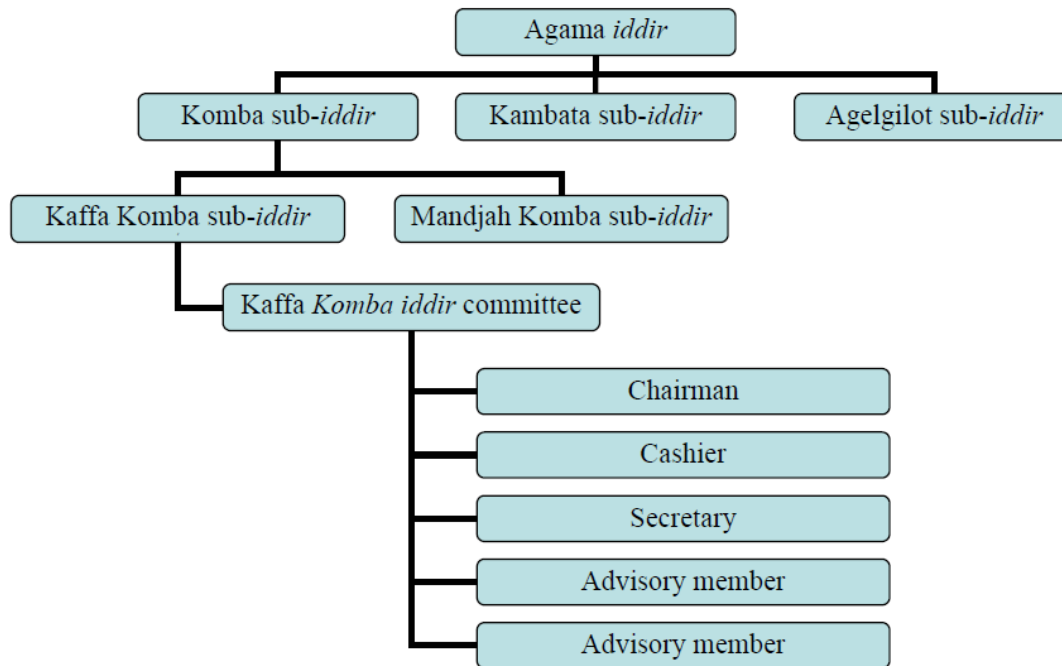 Agama iddir
Komba sub-iddir
Kambata sub-iddir
Agelgilot sub-iddir
Kaffa Komba sub-iddir
Mandjah Komba sub-iddir
Kaffa Komba iddir committee
Chairman
Cashier
Secretary
Advisory member
Advisory member